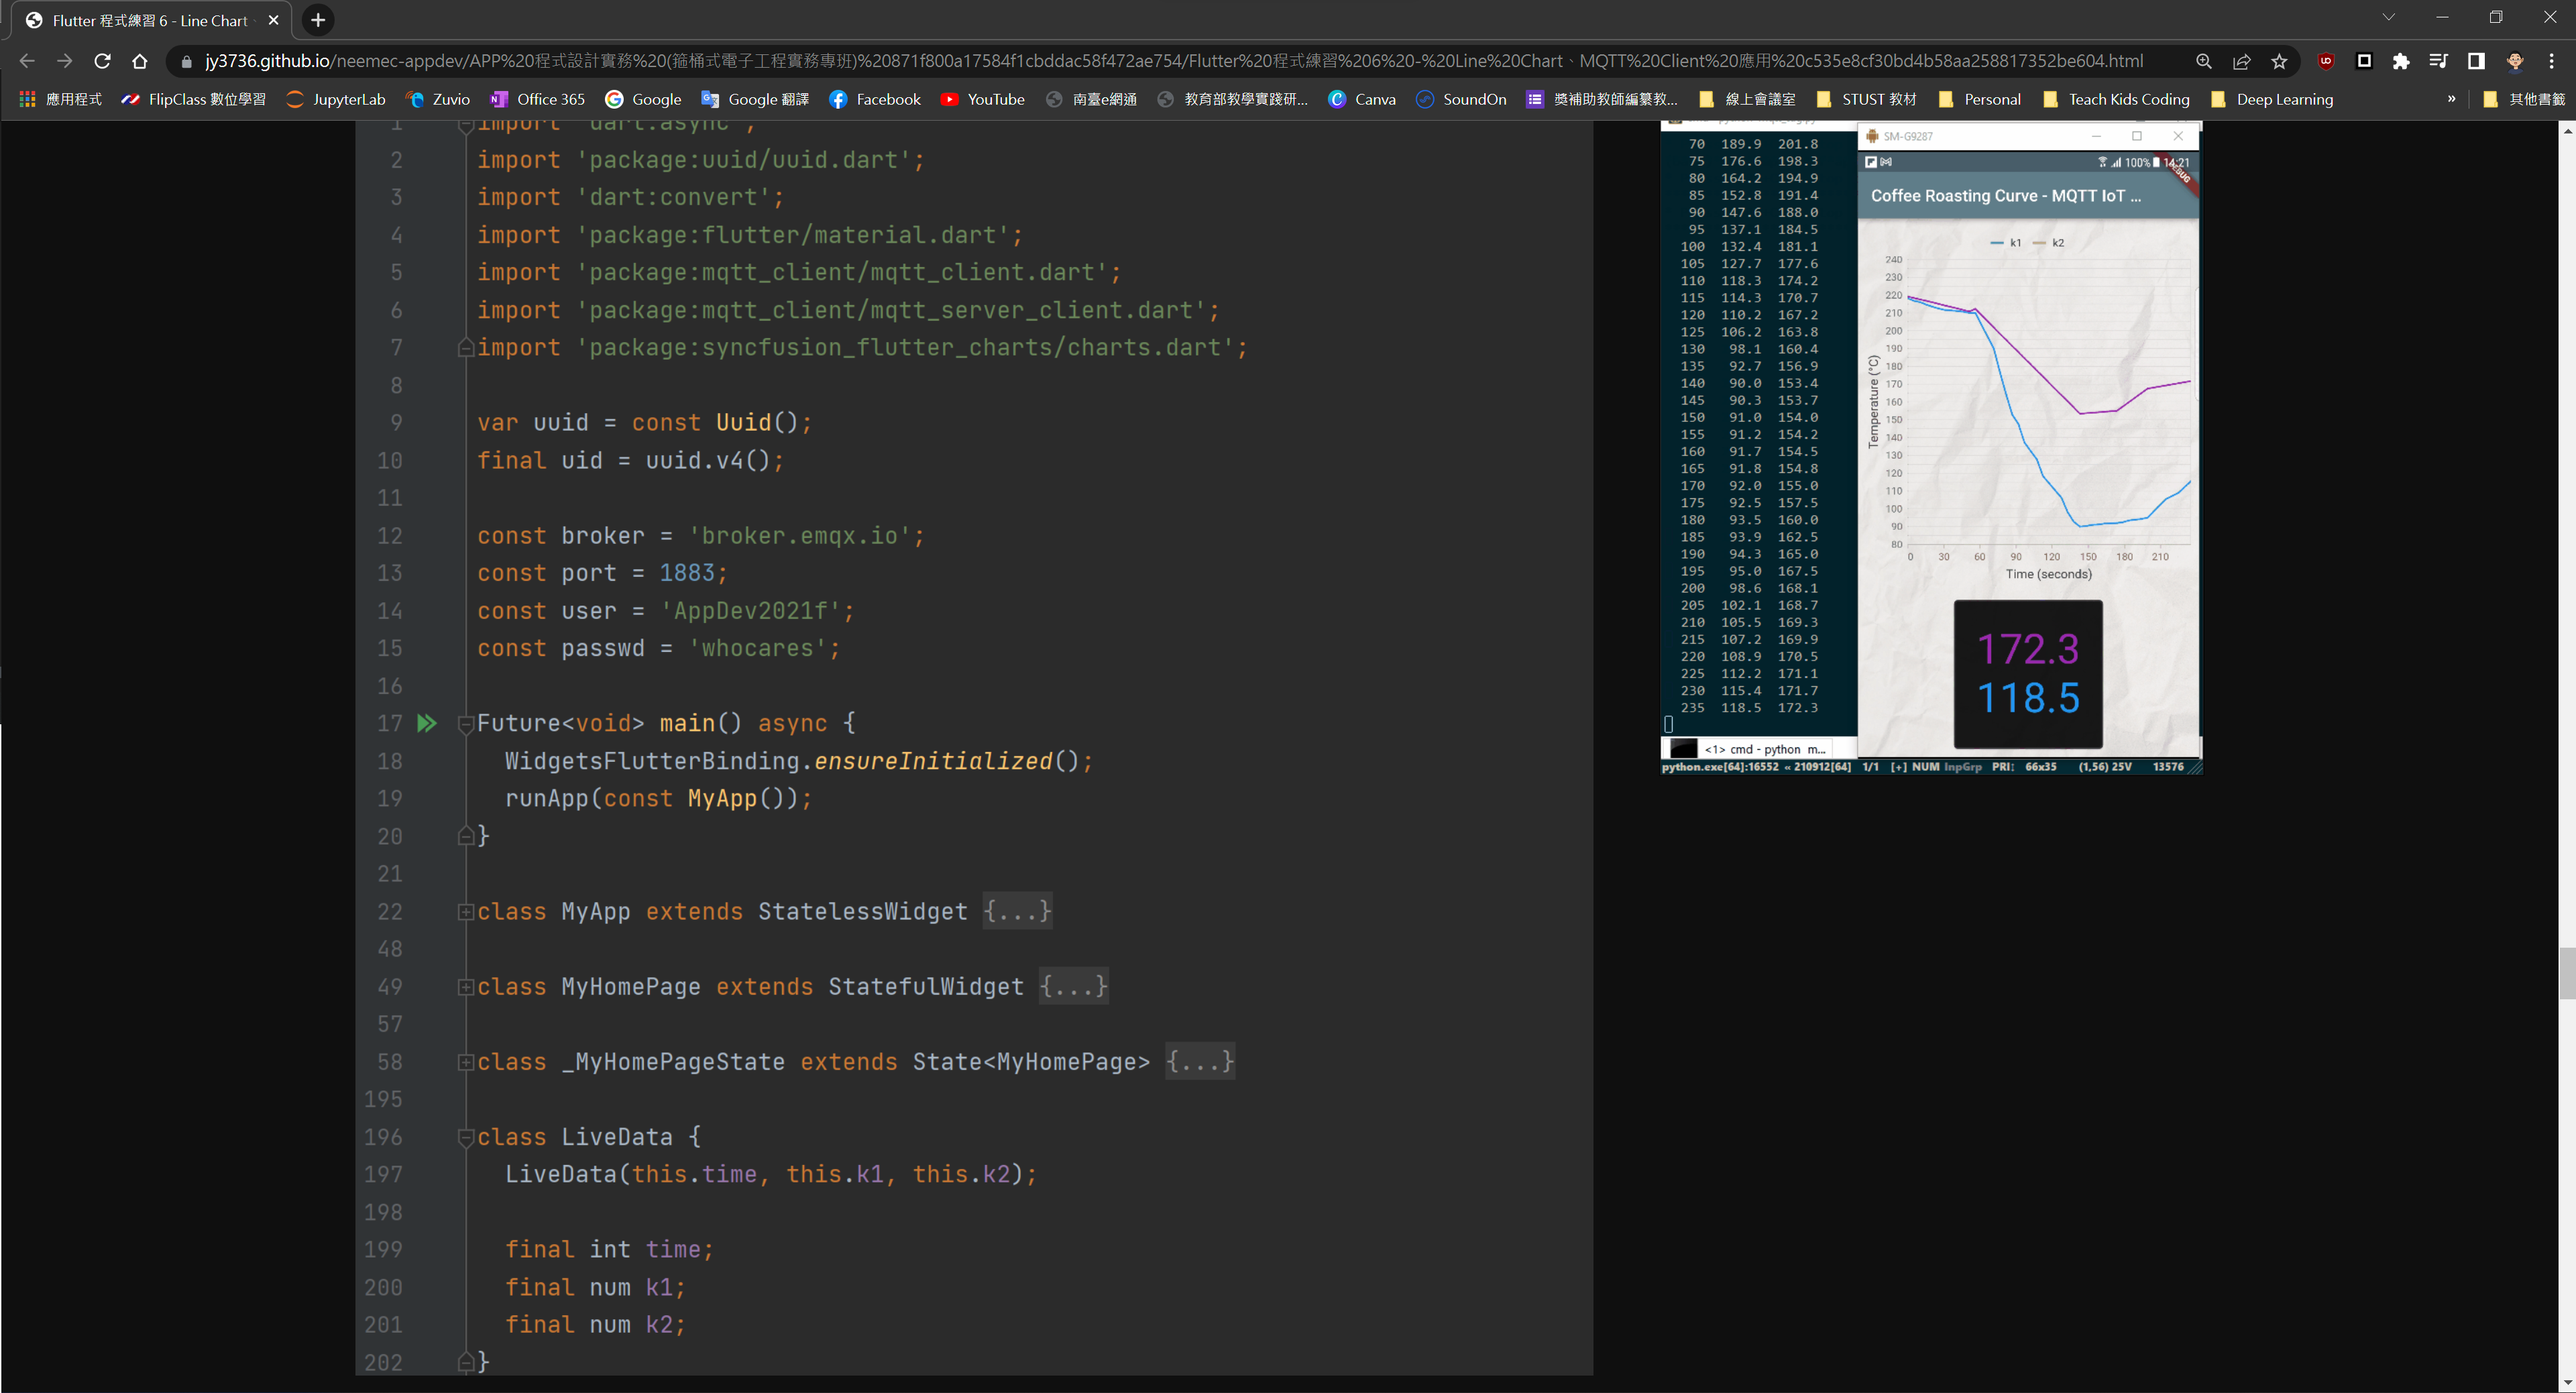 Flutter 程式練習 6 - Line Chart
jy3736.github.io/neemec-appdev/APP%20程式設計實務%20(箍桶式電子工程實務專班)%20871f800a17584f1cbddac58f472ae754/Flutter%20程式練習%206%20-%20Line%20Chart、MQTT%20Client%20應用%20c535e8cf30bd4b58aa258817352be604.html
應用程式 FlipClass 數位學習 JupyterLab Zuvio Office 365 Google Google 翻譯 Facebook YouTube 南臺e網通 教育部教學實踐研... Canva SoundOn 獎補助教師編纂教... 線上會議室 STUST 教材 Personal Teach Kids Coding Deep Learning » 其他書籤
1 import 'dart:async';
2 import 'package:uuid/uuid.dart';
3 import 'dart:convert';
4 import 'package:flutter/material.dart';
5 import 'package:mqtt_client/mqtt_client.dart';
6 import 'package:mqtt_client/mqtt_server_client.dart';
7 import 'package:syncfusion_flutter_charts/charts.dart';
8
9 var uuid = const Uuid();
10 final uid = uuid.v4();
11
12 const broker = 'broker.emqx.io';
13 const port = 1883;
14 const user = 'AppDev2021f';
15 const passwd = 'whocares';
16
17 Future<void> main() async {
18 WidgetsFlutterBinding.ensureInitialized();
19 runApp(const MyApp());
20 }
21
22 class MyApp extends StatelessWidget {...}
48
49 class MyHomePage extends StatefulWidget {...}
57
58 class _MyHomePageState extends State<MyHomePage> {...}
195
196 class LiveData {
197 LiveData(this.time, this.k1, this.k2);
198
199 final int time;
200 final num k1;
201 final num k2;
202 }
70 189.9 201.8
75 176.6 198.3
80 164.2 194.9
85 152.8 191.4
90 147.6 188.0
95 137.1 184.5
100 132.4 181.1
105 127.7 177.6
110 118.3 174.2
115 114.3 170.7
120 110.2 167.2
125 106.2 163.8
130 98.1 160.4
135 92.7 156.9
140 90.0 153.4
145 90.3 153.7
150 91.0 154.0
155 91.2 154.2
160 91.7 154.5
165 91.8 154.8
170 92.0 155.0
175 92.5 157.5
180 93.5 160.0
185 93.9 162.5
190 94.3 165.0
195 95.0 167.5
200 98.6 168.1
205 102.1 168.7
210 105.5 169.3
215 107.2 169.9
220 108.9 170.5
225 112.2 171.1
230 115.4 171.7
235 118.5 172.3
<1> cmd - python m...
python.exe[64]:16552 « 210912[64] 1/1 [+] NUM InpGrp PRI: 66x35 (1,56) 25V 13576
SM-G9287
100% 14:21
DEBUG
Coffee Roasting Curve - MQTT IoT ...
k1 k2
240
230
220
210
200
190
180
170
160
150
140
130
120
110
100
90
80
Temperature (°C)
0 30 60 90 120 150 180 210
Time (seconds)
172.3
118.5